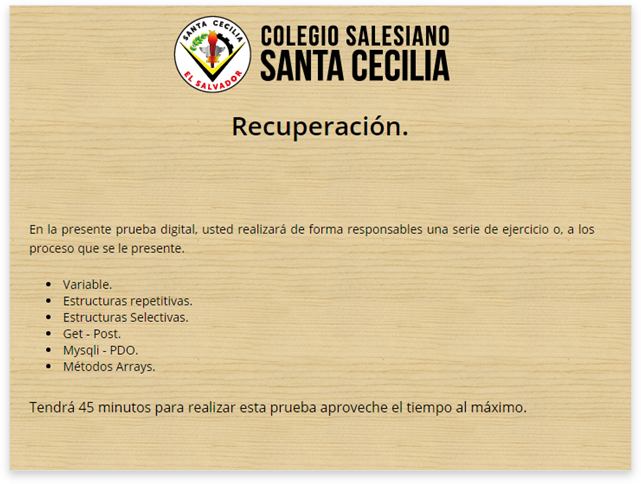 SANTA CECILIA
EL SALVADOR
COLEGIO SALESIANO
SANTA CECILIA
Recuperación.
En la presente prueba digital, usted realizará de forma responsables una serie de ejercicio o, a los
proceso que se le presente.
Variable.
Estructuras repetitivas.
Estructuras Selectivas.
Get - Post.
Mysqli - PDO.
Métodos Arrays.
Tendrá 45 minutos para realizar esta prueba aproveche el tiempo al máximo.